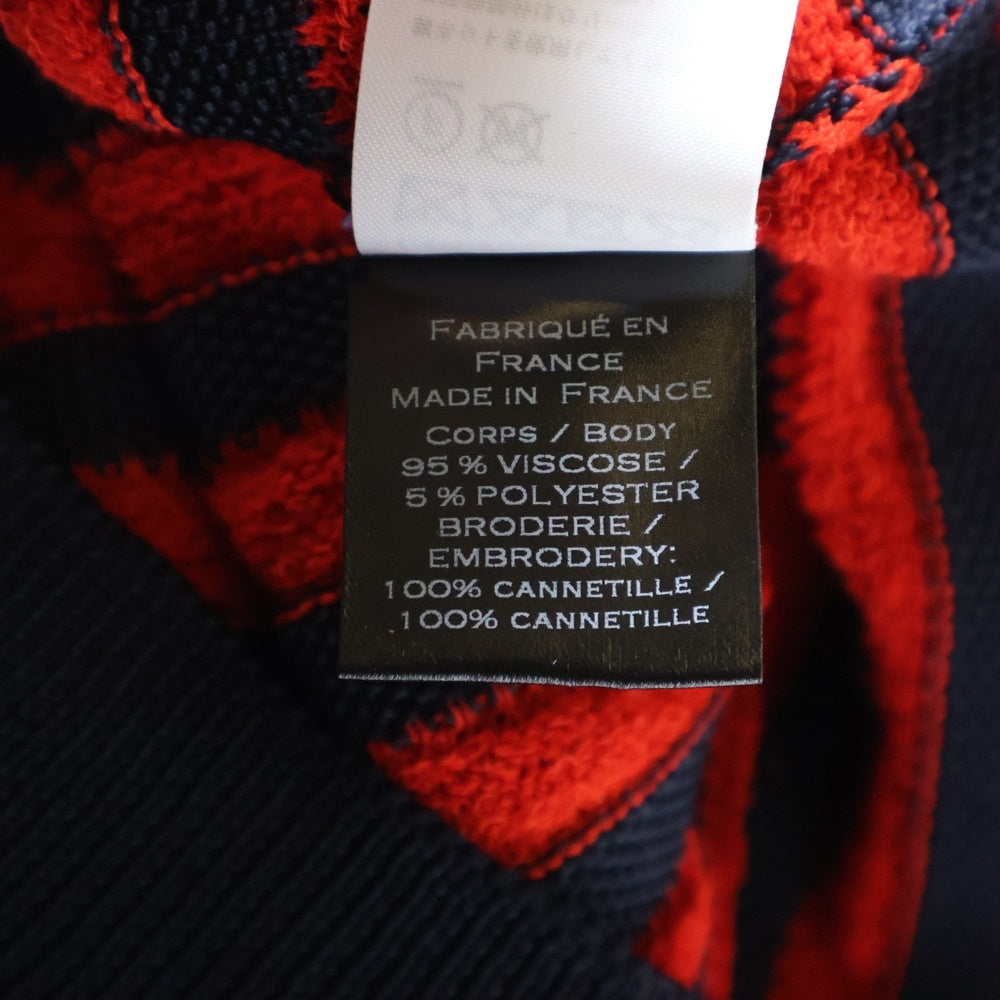 FABRIQUÉ EN
FRANCE
MADE IN FRANCE
CORPS / BODY
95 % VISCOSE /
5 % POLYESTER
BRODERIE /
EMBRODERY:
100% CANNETILLE /
100% CANNETILLE